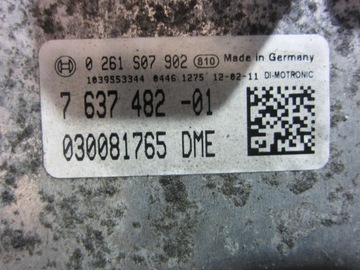 0 261 S07 902 810 Made in Germany
1039553344 0446 1275 12-02-11 DI-MOTRONIC
7 637 482 -01
030081765 DME